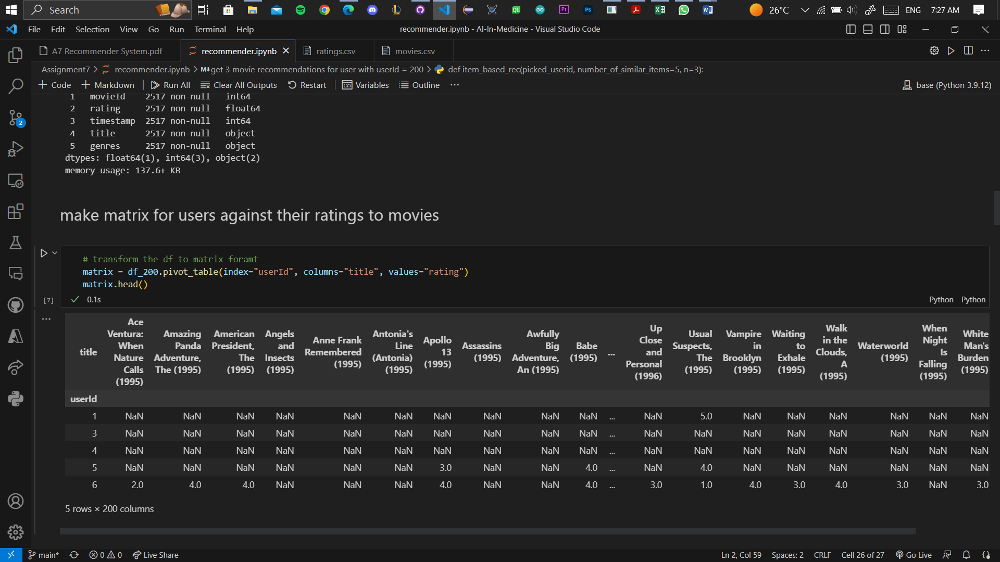 Search
26°C
ENG
7:27 AM
File Edit Selection View Go Run Terminal Help
recommender.ipynb - AI-In-Medicine - Visual Studio Code
A7 Recommender System.pdf
recommender.ipynb
ratings.csv
movies.csv
Assignment7 > recommender.ipynb > M↓get 3 movie recommendations for user with userId = 200 > def item_based_rec(picked_userid, number_of_similar_items=5, n=3):
+ Code + Markdown | Run All Clear All Outputs Restart | Variables Outline ...
base (Python 3.9.12)
1 movieId 2517 non-null int64
2 rating 2517 non-null float64
3 timestamp 2517 non-null int64
4 title 2517 non-null object
5 genres 2517 non-null object
dtypes: float64(1), int64(3), object(2)
memory usage: 137.6+ KB
make matrix for users against their ratings to movies
# transform the df to matrix foramt
matrix = df_200.pivot_table(index="userId", columns="title", values="rating")
matrix.head()
[7] 0.1s
Python Python
title Ace Ventura: When Nature Calls (1995) Amazing Panda Adventure, The (1995) American President, The (1995) Angels and Insects (1995) Anne Frank Remembered (1995) Antonia's Line (Antonia) (1995) Apollo 13 (1995) Assassins (1995) Awfully Big Adventure, An (1995) Babe (1995) ... Up Close and Personal (1996) Usual Suspects, The (1995) Vampire in Brooklyn (1995) Waiting to Exhale (1995) Walk in the Clouds, A (1995) Waterworld (1995) When Night Is Falling (1995) White Man's Burden (1995)
userId
1 NaN NaN NaN NaN NaN NaN NaN NaN NaN NaN ... NaN 5.0 NaN NaN NaN NaN NaN NaN
3 NaN NaN NaN NaN NaN NaN NaN NaN NaN NaN ... NaN NaN NaN NaN NaN NaN NaN NaN
4 NaN NaN NaN NaN NaN NaN NaN NaN NaN NaN ... NaN NaN NaN NaN NaN NaN NaN NaN
5 NaN NaN NaN NaN NaN NaN 3.0 NaN NaN 4.0 ... NaN 4.0 NaN NaN NaN NaN NaN NaN
6 2.0 4.0 4.0 NaN NaN NaN 4.0 NaN NaN 4.0 ... 3.0 1.0 4.0 3.0 4.0 3.0 NaN 3.0
5 rows × 200 columns
2
main* 0 0 Live Share
Ln 2, Col 59 Spaces: 2 CRLF Cell 26 of 27 Go Live